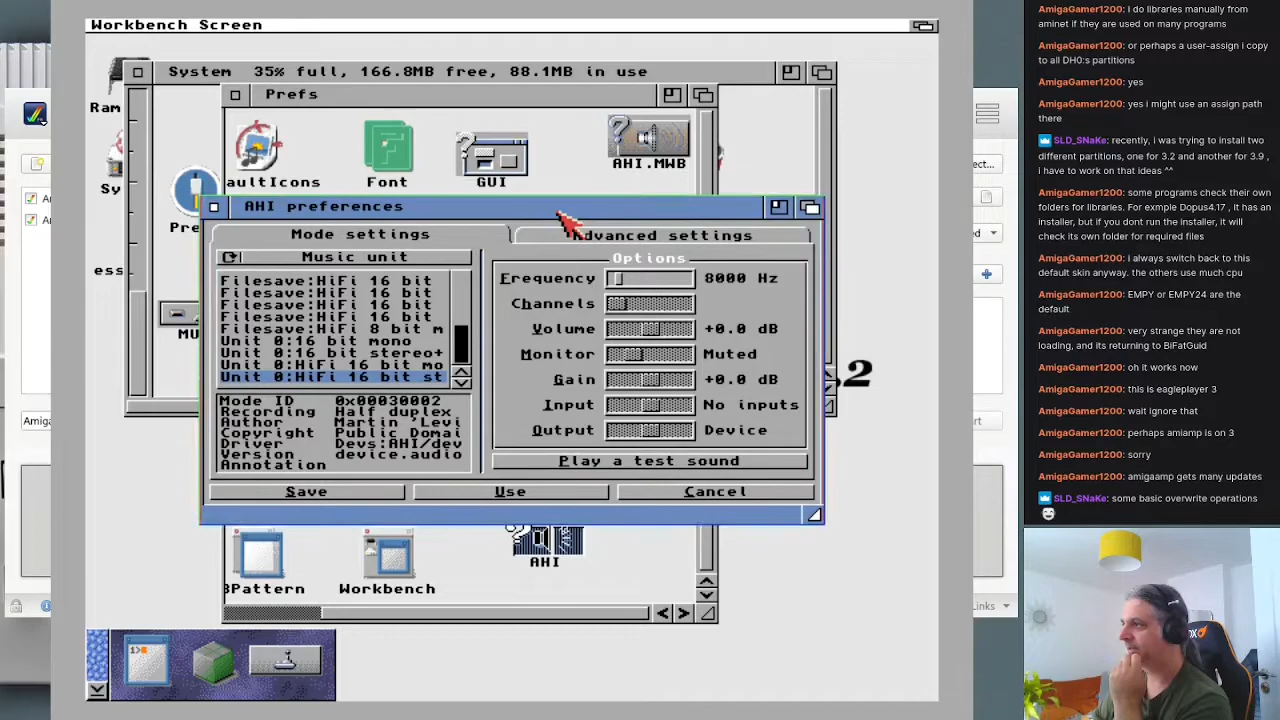 Workbench Screen
System 35% full, 166.8MB free, 88.1MB in use
Prefs
Ram
Sy
Pre
ess
MU
aultIcons
Font
GUI
AHI.MWB
AHI preferences
Mode settings
Advanced settings
Music unit
Filesave:HiFi 16 bit
Filesave:HiFi 16 bit
Filesave:HiFi 16 bit
Filesave:HiFi 16 bit
Filesave:HiFi 8 bit m
Unit 0:16 bit mono
Unit 0:16 bit stereo+
Unit 0:HiFi 16 bit mo
Unit 0:HiFi 16 bit st
Mode ID 0x00030002
Recording Half duplex
Author Martin 'Levi
Copyright Public Domai
Driver Devs:AHI/dev
Version device.audio
Annotation
Options
Frequency 8000 Hz
Channels
Volume +0.0 dB
Monitor Muted
Gain +0.0 dB
Input No inputs
Output Device
Play a test sound
Save
Use
Cancel
.2
BPattern
Workbench
AHI
1>
Amiga
ect...
Links
AmigaGamer1200: i do libraries manually from
aminet if they are used on many programs
AmigaGamer1200: or perhaps a user-assign i copy
to all DH0:s partitions
AmigaGamer1200: yes
AmigaGamer1200: yes i might use an assign path
there
SLD_SNaKe: recently, i was trying to install two
different partitions, one for 3.2 and another for 3.9 ,
i have to work on that ideas ^^
AmigaGamer1200: some programs check their own
folders for libraries. For exmple Dopus4.17 , It has an
installer, but if you dont run the installer, it will
check its own folder for required files
AmigaGamer1200: i always switch back to this
default skin anyway. the others use much cpu
AmigaGamer1200: EMPY or EMPY24 are the
default
AmigaGamer1200: very strange they are not
loading, and its returning to BiFatGuid
AmigaGamer1200: oh it works now
AmigaGamer1200: this is eagleplayer 3
AmigaGamer1200: wait ignore that
AmigaGamer1200: perhaps amiamp is on 3
AmigaGamer1200: sorry
AmigaGamer1200: amigaamp gets many updates
SLD_SNaKe: some basic overwrite operations